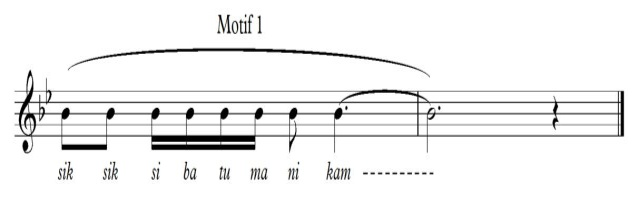 Motif 1
sik sik si ba tu ma ni kam -----------